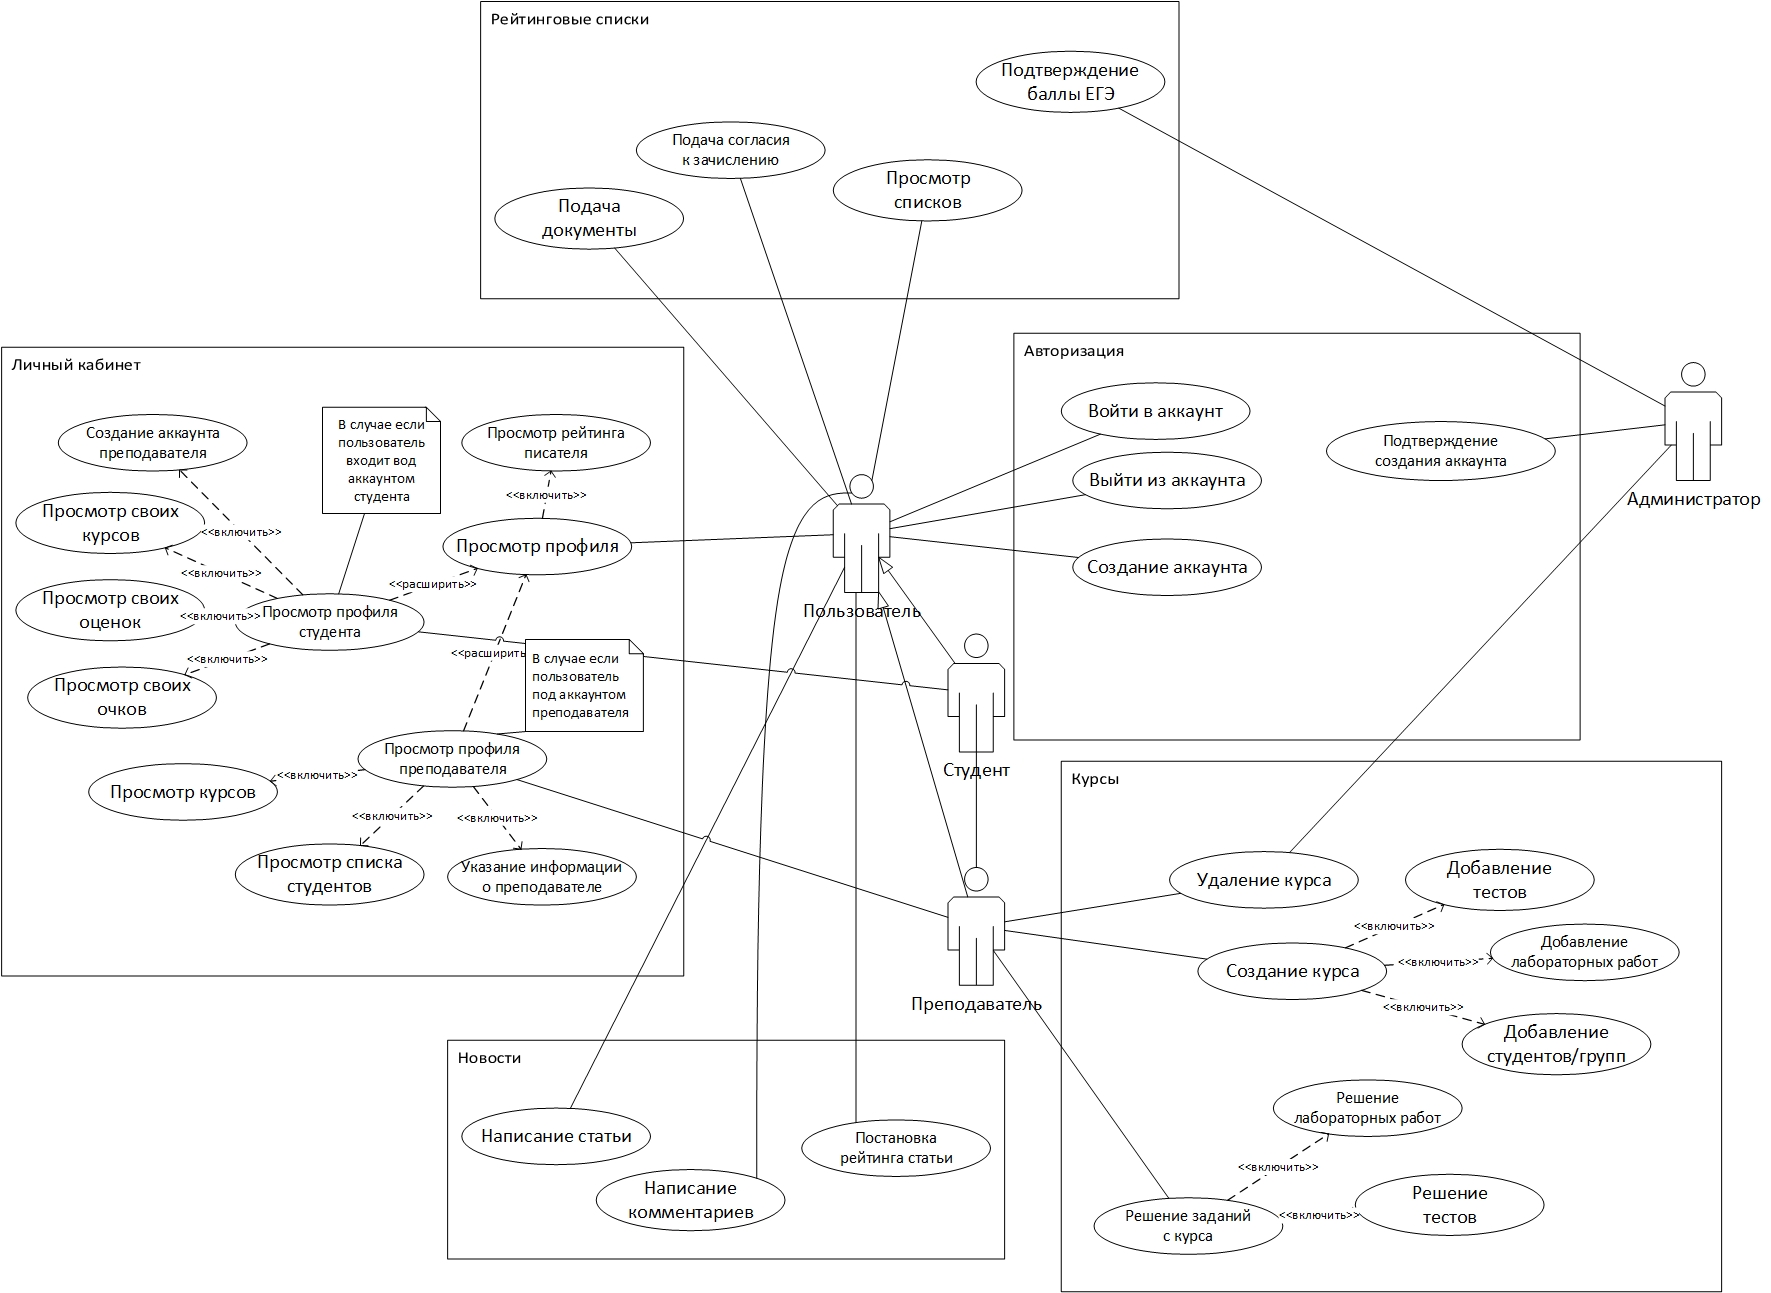 Рейтинговые списки
Подтверждение
баллы ЕГЭ
Подача согласия
к зачислению
Просмотр
списков
Подача
документы
Авторизация
Войти в аккаунт
Выйти из аккаунта
Создание аккаунта
Подтверждение
создания аккаунта
Администратор
Личный кабинет
Создание аккаунта
преподавателя
В случае если
пользователь
входит вод
аккаунтом
студента
Просмотр рейтинга
писателя
<<включить>>
Просмотр своих
курсов
<<включить>>
Просмотр профиля
<<включить>>
<<расширить>>
Просмотр своих
оценок
<<включить>>
Просмотр профиля
студента
Пользователь
<<включить>>
<<расширить
Просмотр своих
очков
В случае если
пользователь
под аккаунтом
преподавателя
Просмотр профиля
преподавателя
<<включить>>
Просмотр курсов
<<включить>>
<<включить>>
Просмотр списка
студентов
Указание информации
о преподавателе
Студент
Преподаватель
Курсы
Удаление курса
Добавление
тестов
<<включить>>
Создание курса
<<включить>>
Добавление
лабораторных работ
<<включить>>
Добавление
студентов/групп
Решение
лабораторных работ
<<включить>>
Решение заданий
с курса
<<включить>>
Решение
тестов
Новости
Написание статьи
Постановка
рейтинга статьи
Написание
комментариев